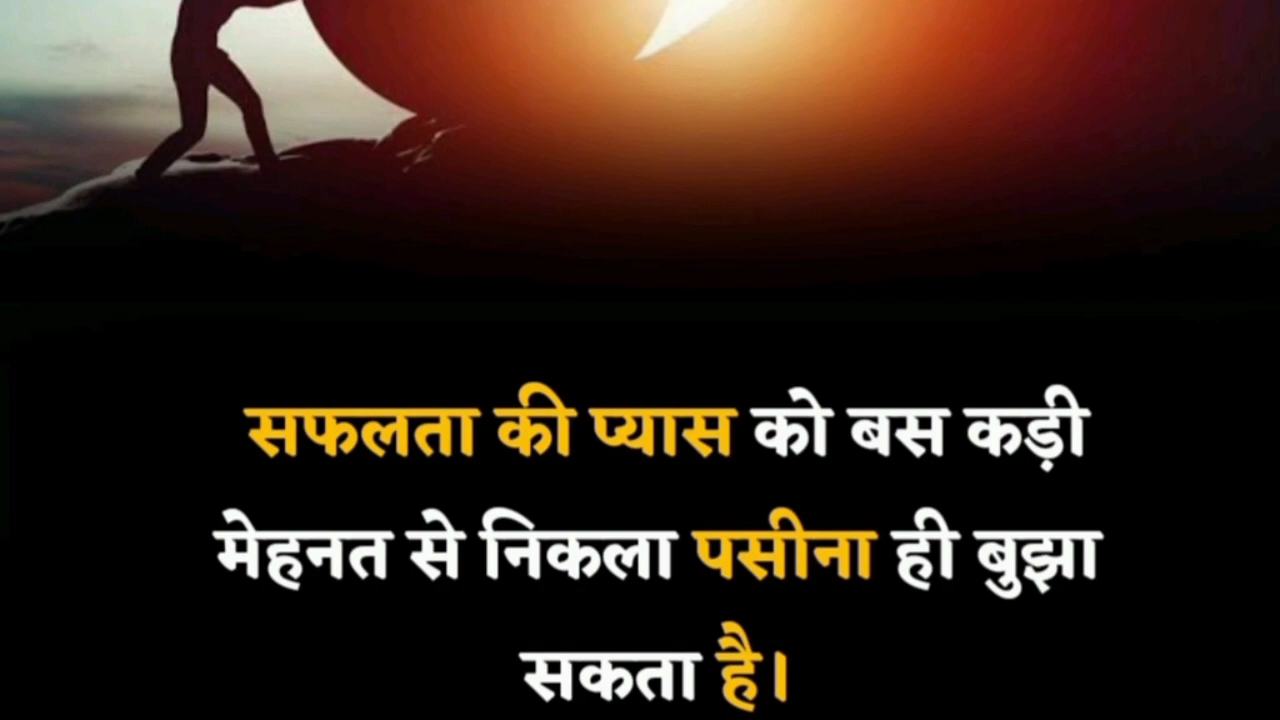 सफलता की प्यास को बस कड़ी
मेहनत से निकला पसीना ही बुझा
सकता है।